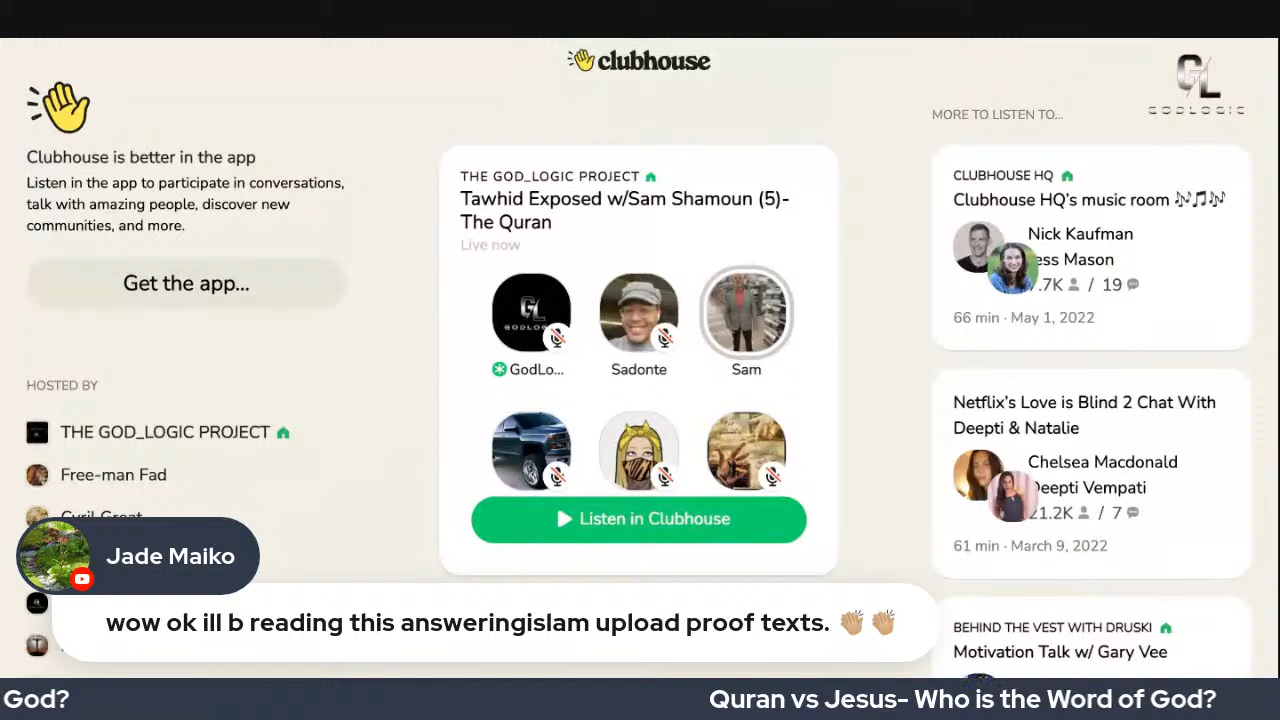 clubhouse
GL
GODLOGIC
Clubhouse is better in the app
Listen in the app to participate in conversations,
talk with amazing people, discover new
communities, and more.
Get the app...
HOSTED BY
THE GOD_LOGIC PROJECT
Free-man Fad
Cyril Great
THE GOD_LOGIC PROJECT
Tawhid Exposed w/Sam Shamoun (5)-
The Quran
Live now
GL
GODLOGIC
GodLo...
Sadonte
Sam
Listen in Clubhouse
MORE TO LISTEN TO...
CLUBHOUSE HQ
Clubhouse HQ's music room 🎶🎵🎶
Nick Kaufman
ess Mason
7.7K / 19
66 min · May 1, 2022
Netflix's Love is Blind 2 Chat With
Deepti & Natalie
Chelsea Macdonald
Deepti Vempati
21.2K / 7
61 min · March 9, 2022
BEHIND THE VEST WITH DRUSKI
Motivation Talk w/ Gary Vee
Jade Maiko
wow ok ill b reading this answeringislam upload proof texts. 👏🏼 👏🏼
God?
Quran vs Jesus- Who is the Word of God?